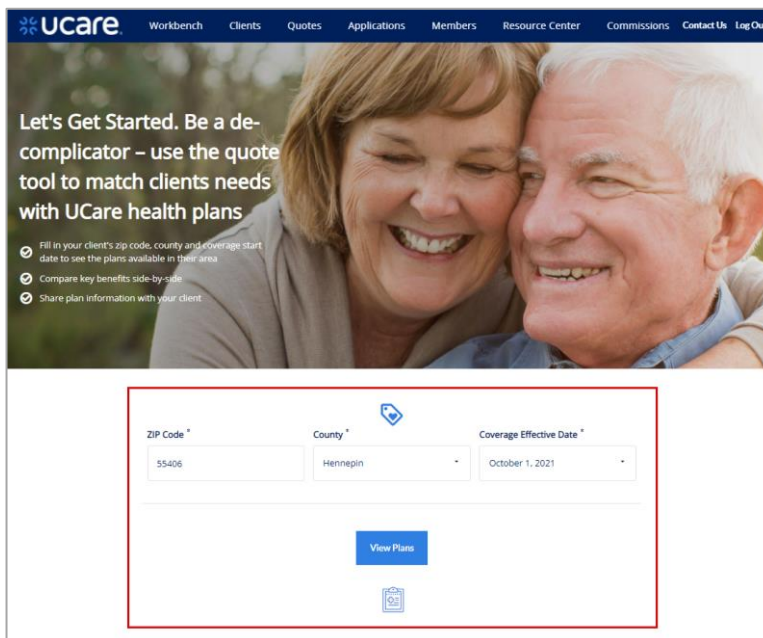 UCare.
Workbench Clients Quotes Applications Members Resource Center Commissions Contact Us Log Ou
Let's Get Started. Be a de-
complicator – use the quote
tool to match clients needs
with UCare health plans
Fill in your client's zip code, county and coverage start
date to see the plans available in their area
Compare key benefits side-by-side
Share plan information with your client
ZIP Code * County * Coverage Effective Date *
55406 Hennepin October 1, 2021
View Plans